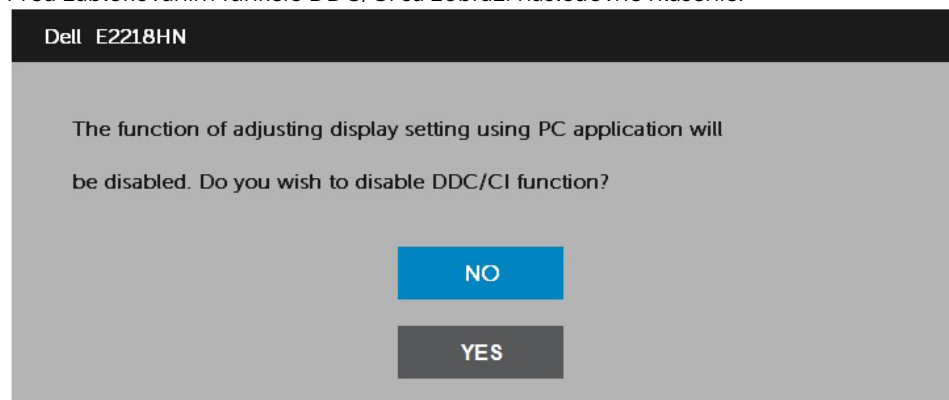 Dell E2218HN
The function of adjusting display setting using PC application will
be disabled. Do you wish to disable DDC/CI function?
NO
YES